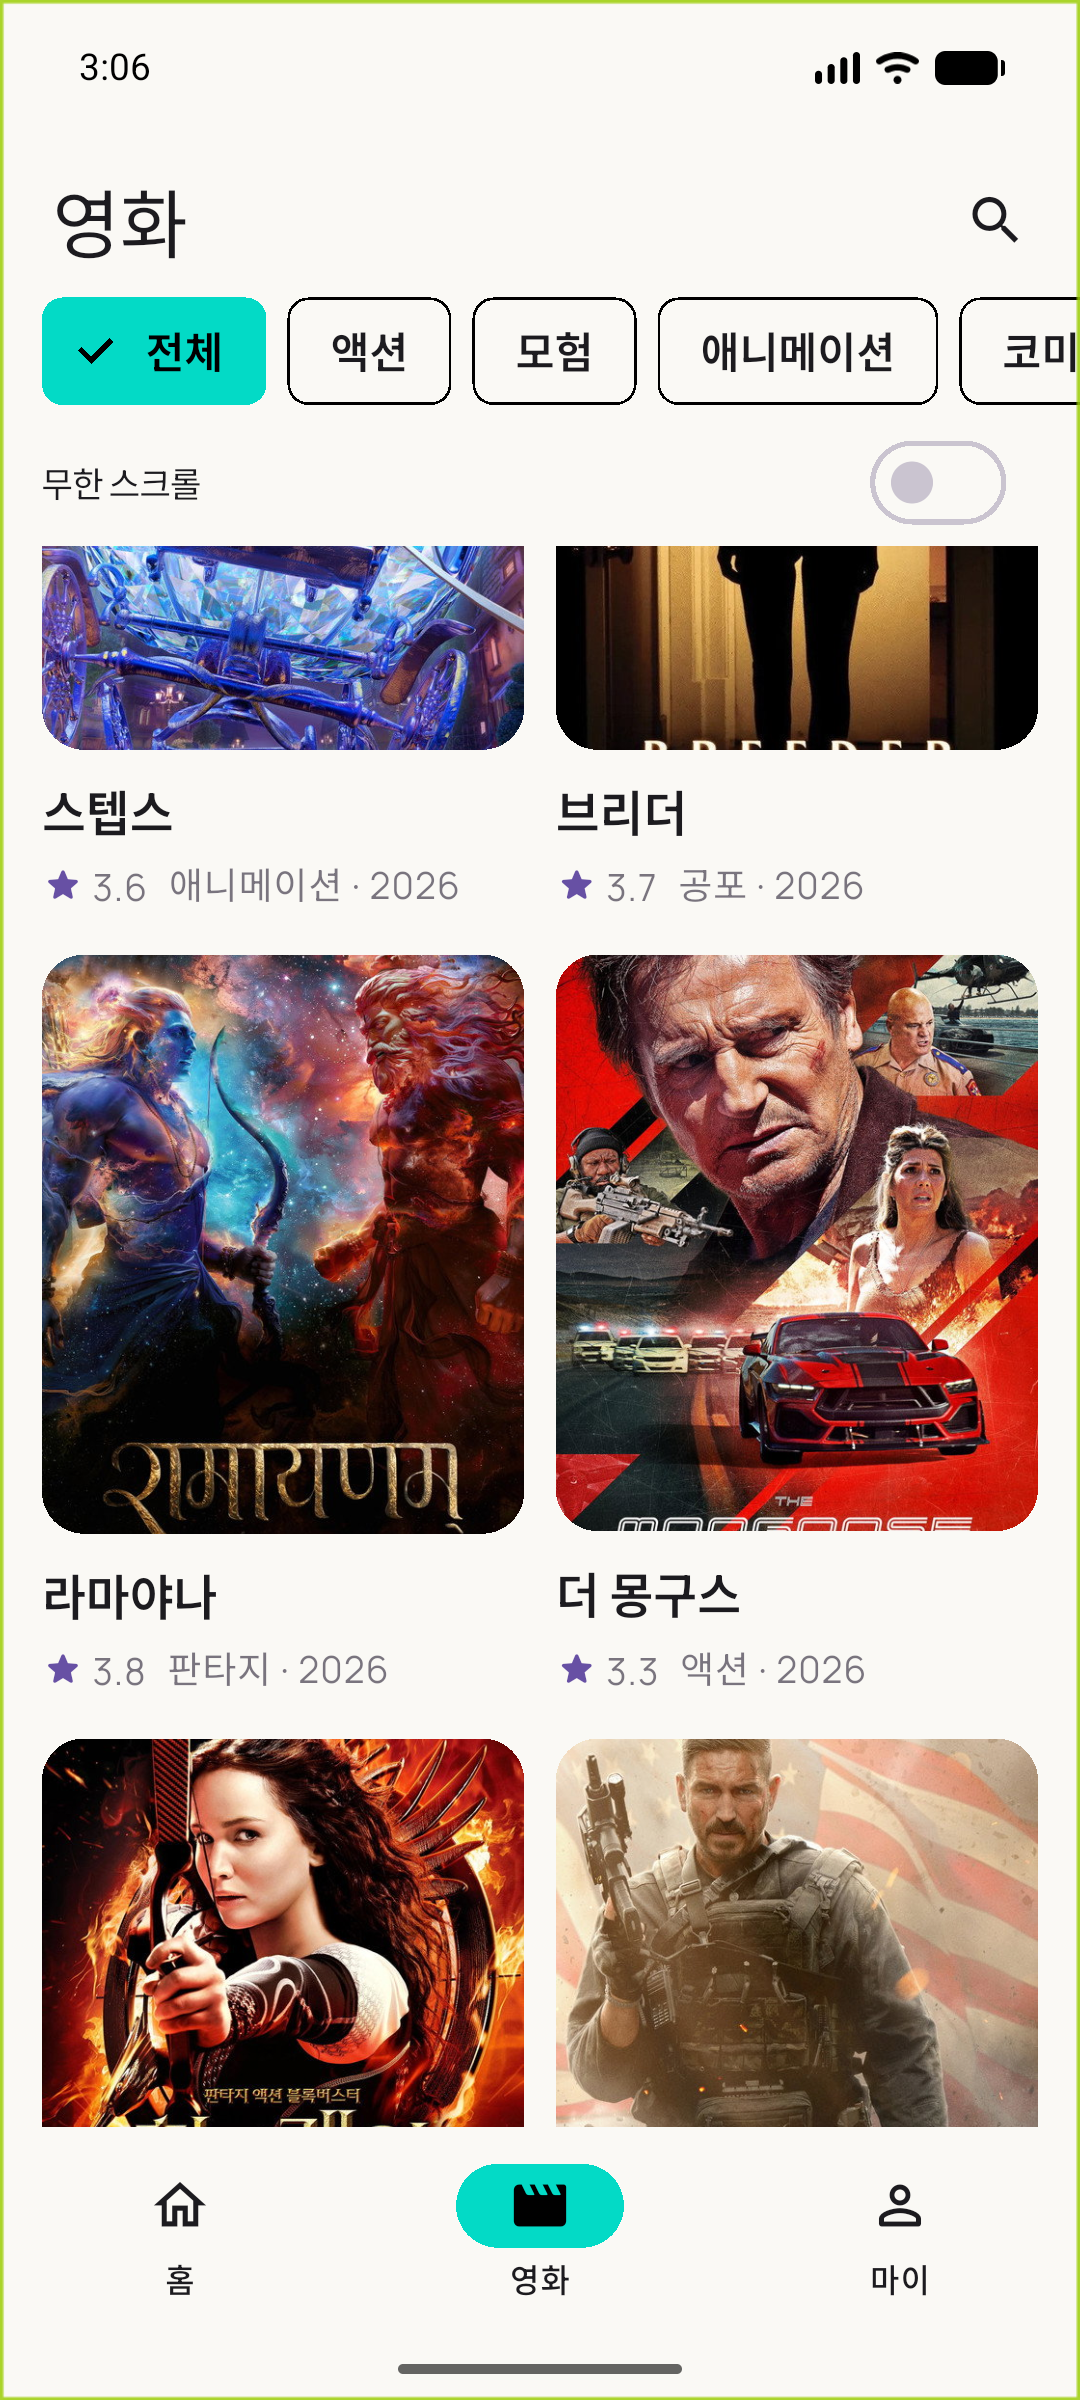 3:06
영화
전체 액션 모험 애니메이션 코미
무한 스크롤
BREEDER
스텝스 브리더
3.6 애니메이션 · 2026 3.7 공포 · 2026
रामायणम्
THE
MONGOOSE
라마야나 더 몽구스
3.8 판타지 · 2026 3.3 액션 · 2026
판타지 액션 블록버스터
홈 영화 마이